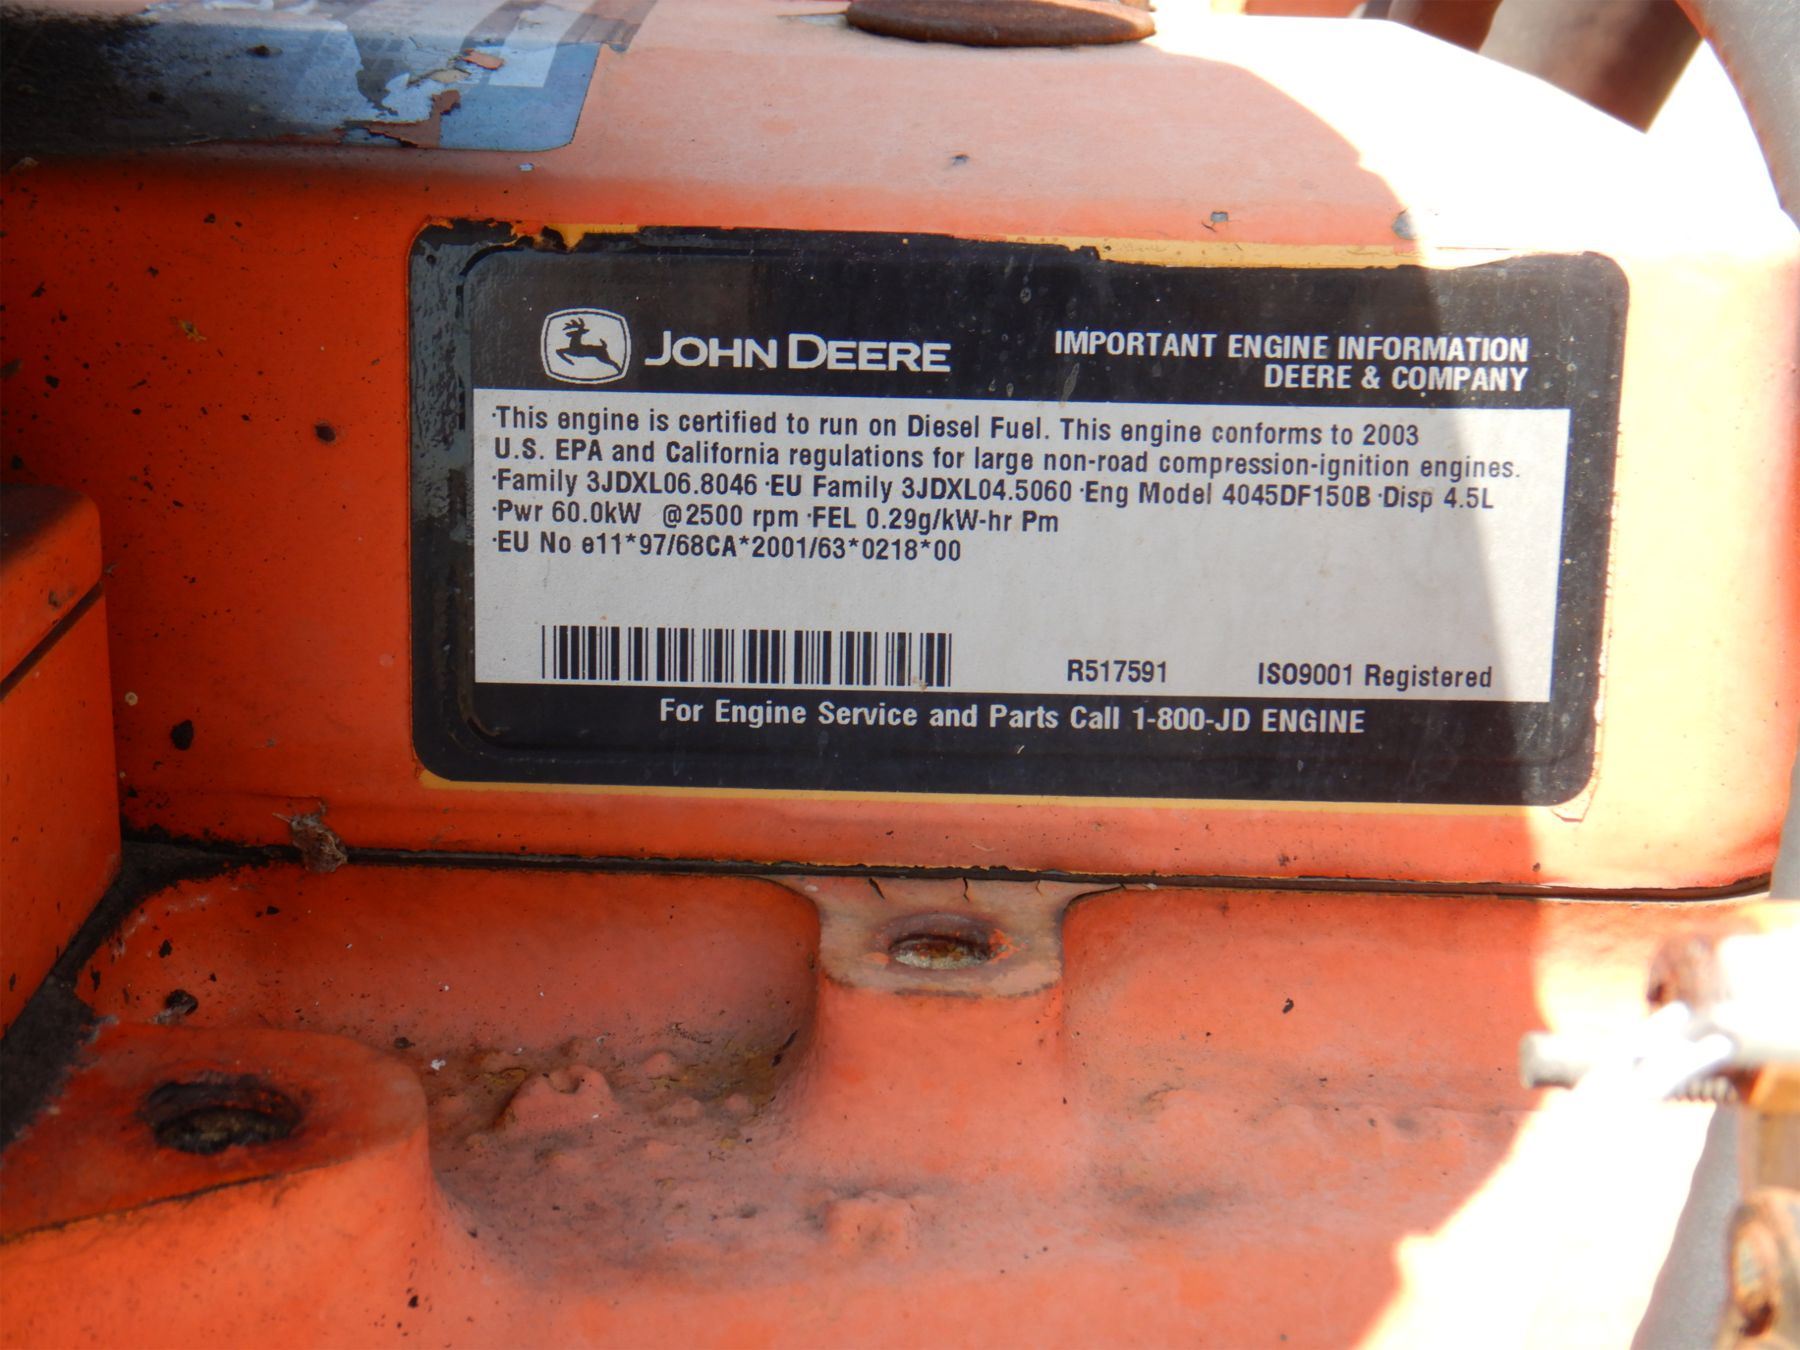 JOHN DEERE
IMPORTANT ENGINE INFORMATION
DEERE & COMPANY
·This engine is certified to run on Diesel Fuel. This engine conforms to 2003
U.S. EPA and California regulations for large non-road compression-ignition engines.
·Family 3JDXL06.8046 ·EU Family 3JDXL04.5060 ·Eng Model 4045DF150B ·Disp 4.5L
·Pwr 60.0kW @2500 rpm ·FEL 0.29g/kW-hr Pm
·EU No e11*97/68CA*2001/63*0218*00
R517591 ISO9001 Registered
For Engine Service and Parts Call 1-800-JD ENGINE